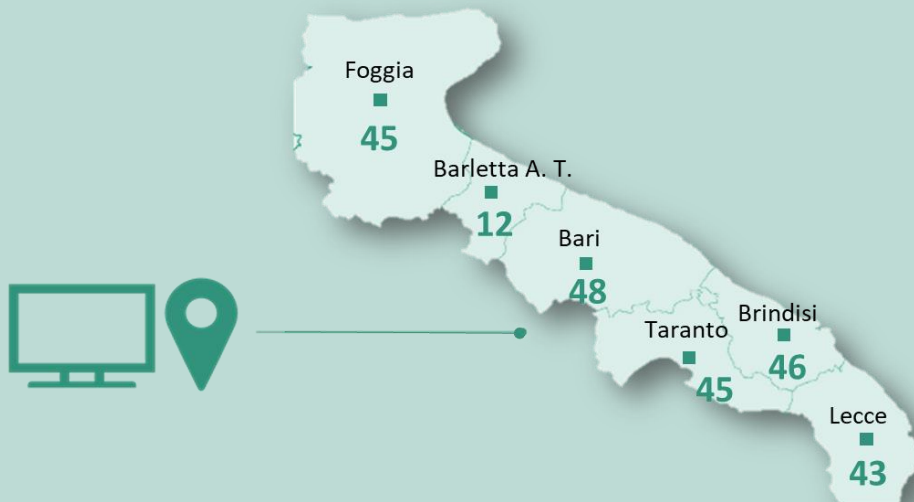 Foggia
45
Barletta A. T.
12
Bari
48
Brindisi
46
Taranto
45
Lecce
43